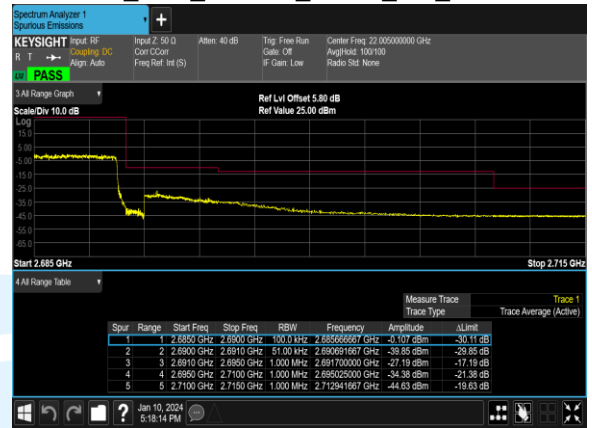 Spectrum Analyzer 1
Spurious Emissions
KEYSIGHT Input: RF Input Z: 50 Ω Atten: 40 dB Trig: Free Run Center Freq: 22.005000000 GHz
R T Coupling: DC Corr CCorr Gate: Off Avg|Hold: 100/100
Align: Auto Freq Ref: Int (S) IF Gain: Low Radio Std: None
LVI PASS
3 All Range Graph
Ref Lvl Offset 5.80 dB
Scale/Div 10.0 dB Ref Value 25.00 dBm
Log
15.0
5.00
-5.00
-15.0
-25.0
-35.0
-45.0
-55.0
-65.0
Start 2.685 GHz Stop 2.715 GHz
4 All Range Table
Measure Trace Trace 1
Trace Type Trace Average (Active)
Spur Range Start Freq Stop Freq RBW Frequency Amplitude ΔLimit
1 1 2.6850 GHz 2.6900 GHz 100.0 kHz 2.685666667 GHz -0.107 dBm -30.11 dB
2 2 2.6900 GHz 2.6910 GHz 51.00 kHz 2.690691667 GHz -39.85 dBm -29.85 dB
3 3 2.6910 GHz 2.6950 GHz 1.000 MHz 2.691700000 GHz -27.19 dBm -17.19 dB
4 4 2.6950 GHz 2.7100 GHz 1.000 MHz 2.695025000 GHz -34.38 dBm -21.38 dB
5 5 2.7100 GHz 2.7150 GHz 1.000 MHz 2.712941667 GHz -44.63 dBm -19.63 dB
? Jan 10, 2024
5:18:14 PM